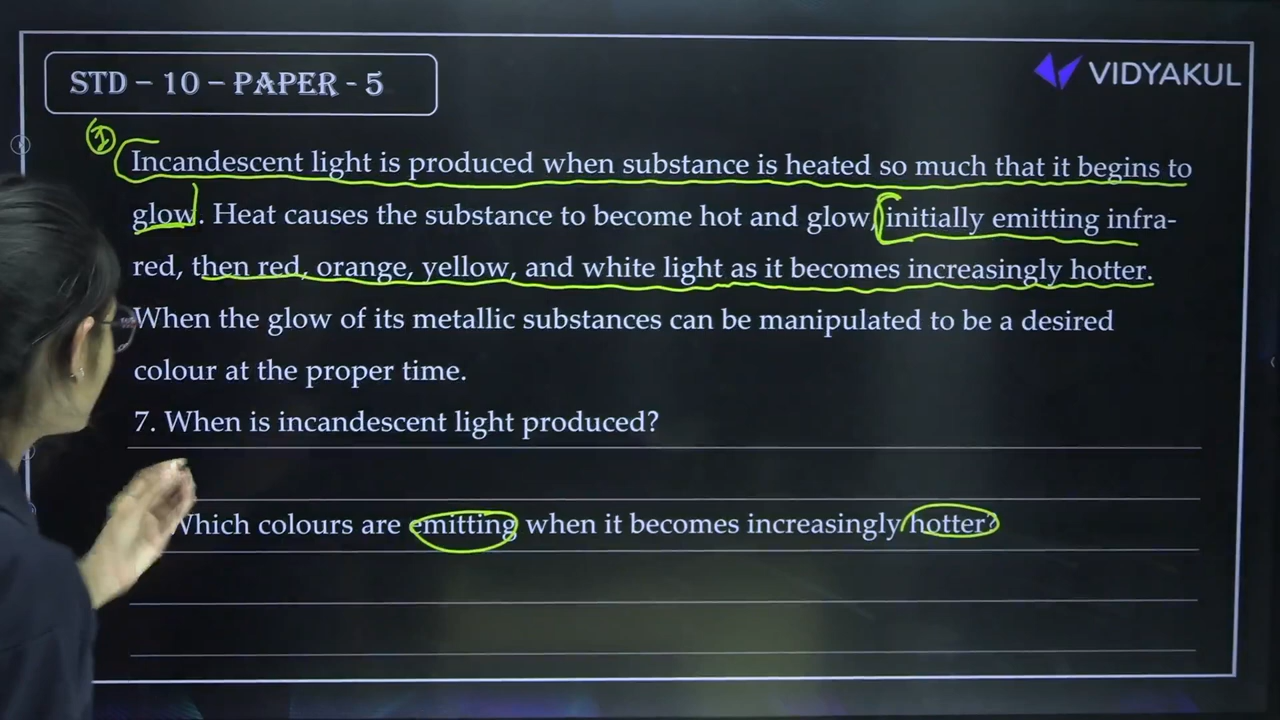 STD – 10 – PAPER - 5
VIDYAKUL
Incandescent light is produced when substance is heated so much that it begins to
glow. Heat causes the substance to become hot and glow, initially emitting infra-
red, then red, orange, yellow, and white light as it becomes increasingly hotter.
When the glow of its metallic substances can be manipulated to be a desired
colour at the proper time.
7. When is incandescent light produced?
Which colours are emitting when it becomes increasingly hotter?